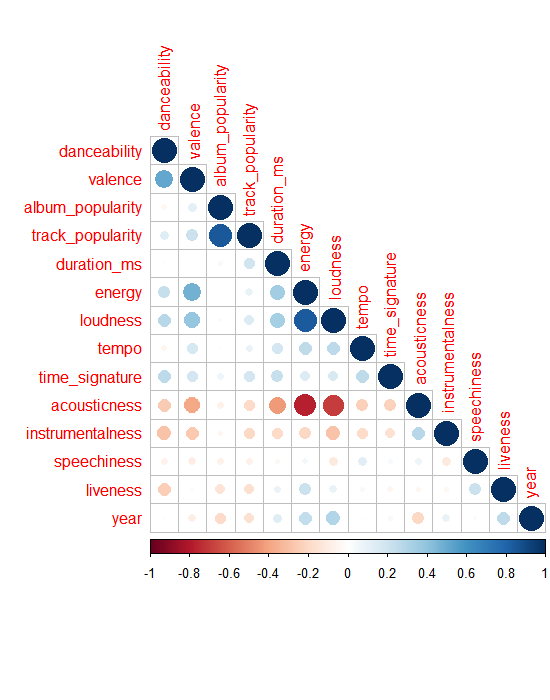 danceability
valence
album_popularity
track_popularity
duration_ms
energy
loudness
tempo
time_signature
acousticness
instrumentalness
speechiness
liveness
year
danceability
valence
album_popularity
track_popularity
duration_ms
energy
loudness
tempo
time_signature
acousticness
instrumentalness
speechiness
liveness
year
-1 -0.8 -0.6 -0.4 -0.2 0 0.2 0.4 0.6 0.8 1